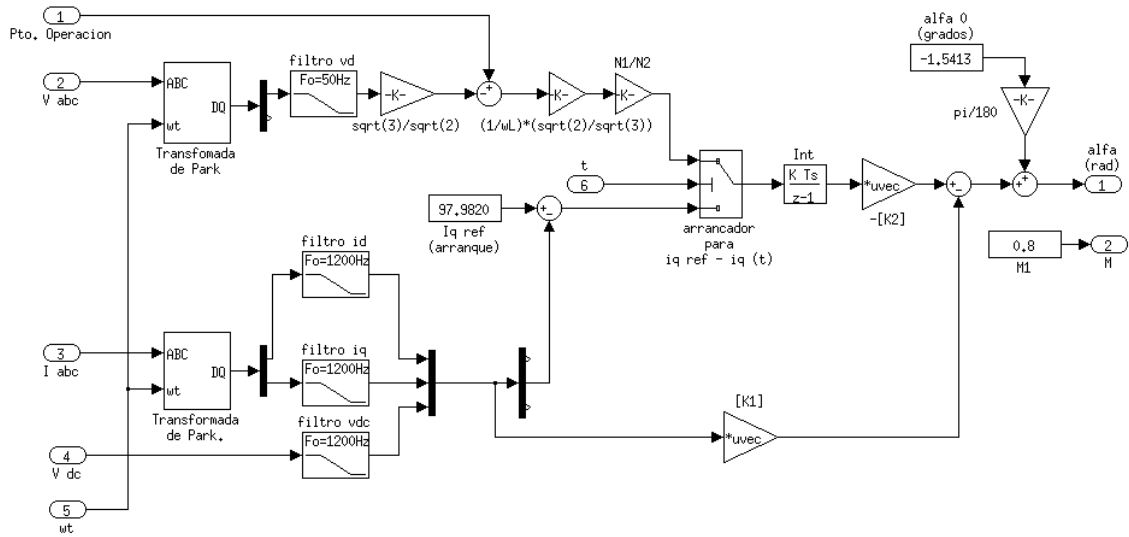 1
Pto. Operacion
2
V abc
ABC
DQ
wt
Transfomada
de Park
filtro vd
Fo=50Hz
-K-
sqrt(3)/sqrt(2)
-
+
-K-
(1/wL)*(sqrt(2)/sqrt(3))
N1/N2
-K-
alfa 0
(grados)
-1.5413
-K-
pi/180
t
6
97.9820
Iq ref
(arranque)
+
-
arrancador
para
iq ref - iq (t)
Int
K Ts
z-1
*uvec
-[K2]
+
-
+
+
alfa
(rad)
1
0.8
M1
2
M
filtro id
Fo=1200Hz
3
I abc
ABC
DQ
wt
Transformada
de Park.
filtro iq
Fo=1200Hz
filtro vdc
Fo=1200Hz
[K1]
*uvec
4
V dc
5
wt